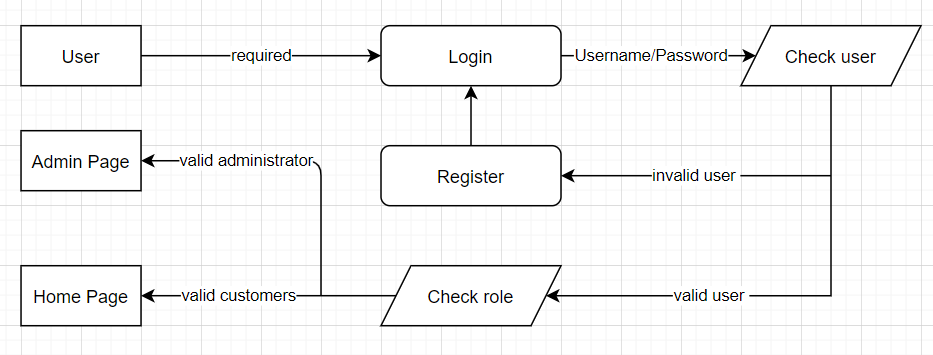 User
required
Login
Username/Password
Check user
Admin Page
valid administrator
Register
invalid user
Home Page
valid customers
Check role
valid user